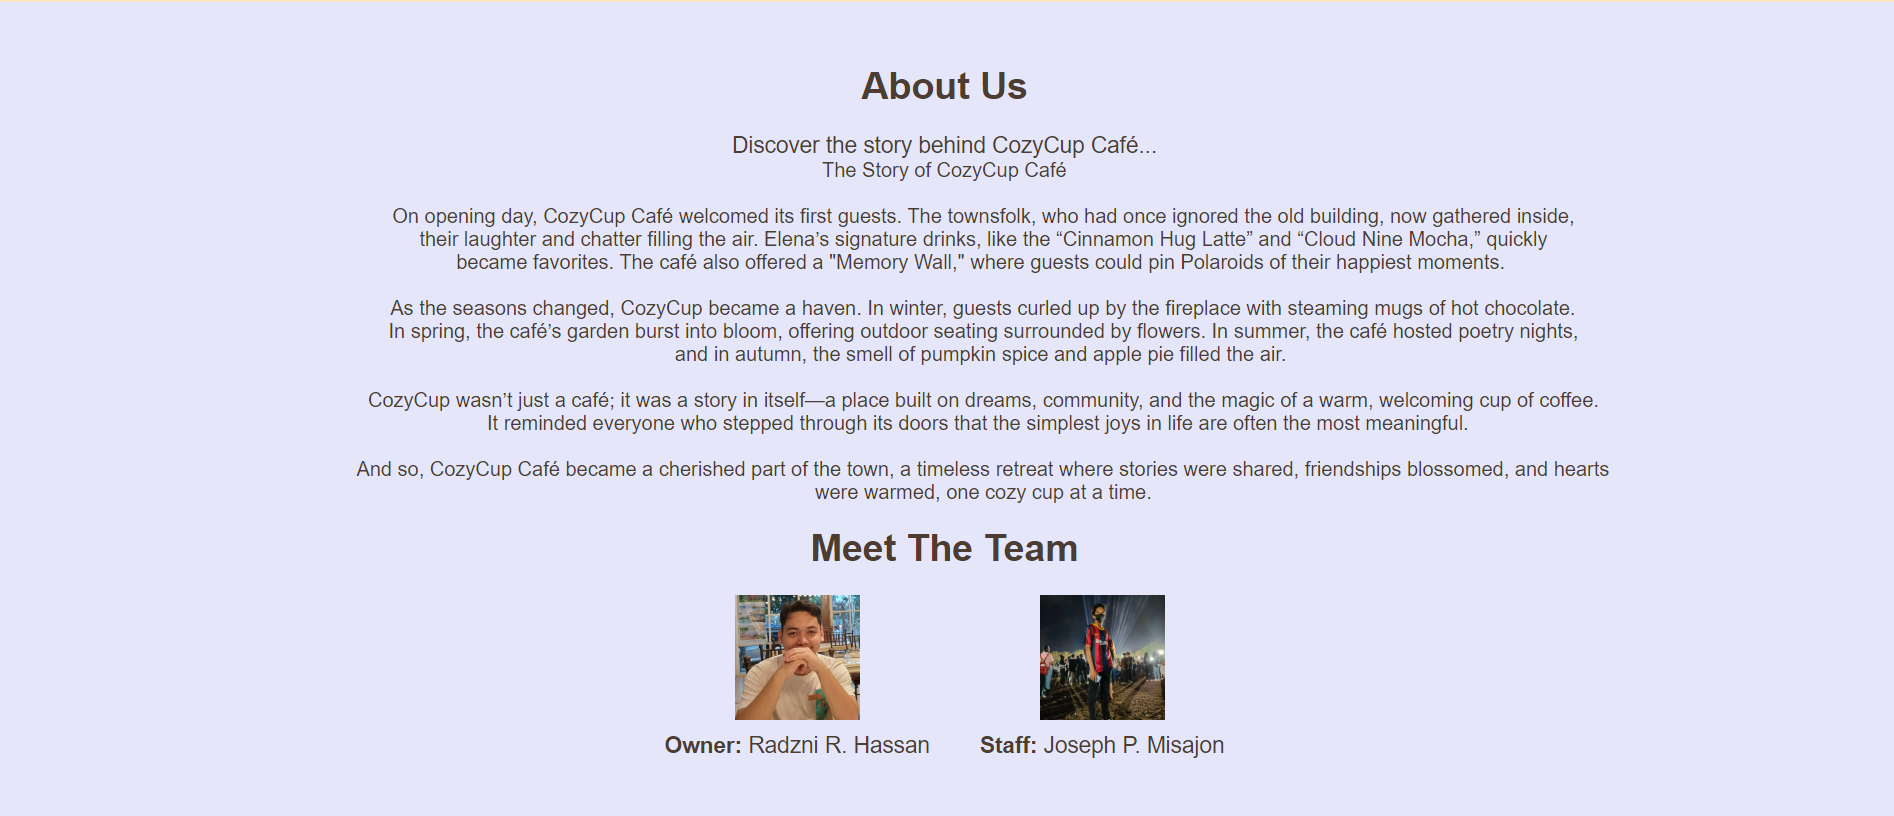 About Us
Discover the story behind CozyCup Café...
The Story of CozyCup Café
On opening day, CozyCup Café welcomed its first guests. The townsfolk, who had once ignored the old building, now gathered inside,
their laughter and chatter filling the air. Elena’s signature drinks, like the “Cinnamon Hug Latte” and “Cloud Nine Mocha,” quickly
became favorites. The café also offered a "Memory Wall," where guests could pin Polaroids of their happiest moments.
As the seasons changed, CozyCup became a haven. In winter, guests curled up by the fireplace with steaming mugs of hot chocolate.
In spring, the café’s garden burst into bloom, offering outdoor seating surrounded by flowers. In summer, the café hosted poetry nights,
and in autumn, the smell of pumpkin spice and apple pie filled the air.
CozyCup wasn’t just a café; it was a story in itself—a place built on dreams, community, and the magic of a warm, welcoming cup of coffee.
It reminded everyone who stepped through its doors that the simplest joys in life are often the most meaningful.
And so, CozyCup Café became a cherished part of the town, a timeless retreat where stories were shared, friendships blossomed, and hearts
were warmed, one cozy cup at a time.
Meet The Team
Owner: Radzni R. Hassan
Staff: Joseph P. Misajon